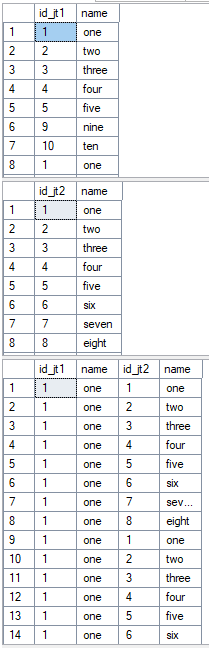 id_jt1 name
1 1 one
2 2 two
3 3 three
4 4 four
5 5 five
6 9 nine
7 10 ten
8 1 one
id_jt2 name
1 1 one
2 2 two
3 3 three
4 4 four
5 5 five
6 6 six
7 7 seven
8 8 eight
id_jt1 name id_jt2 name
1 1 one 1 one
2 1 one 2 two
3 1 one 3 three
4 1 one 4 four
5 1 one 5 five
6 1 one 6 six
7 1 one 7 sev...
8 1 one 8 eight
9 1 one 1 one
10 1 one 2 two
11 1 one 3 three
12 1 one 4 four
13 1 one 5 five
14 1 one 6 six